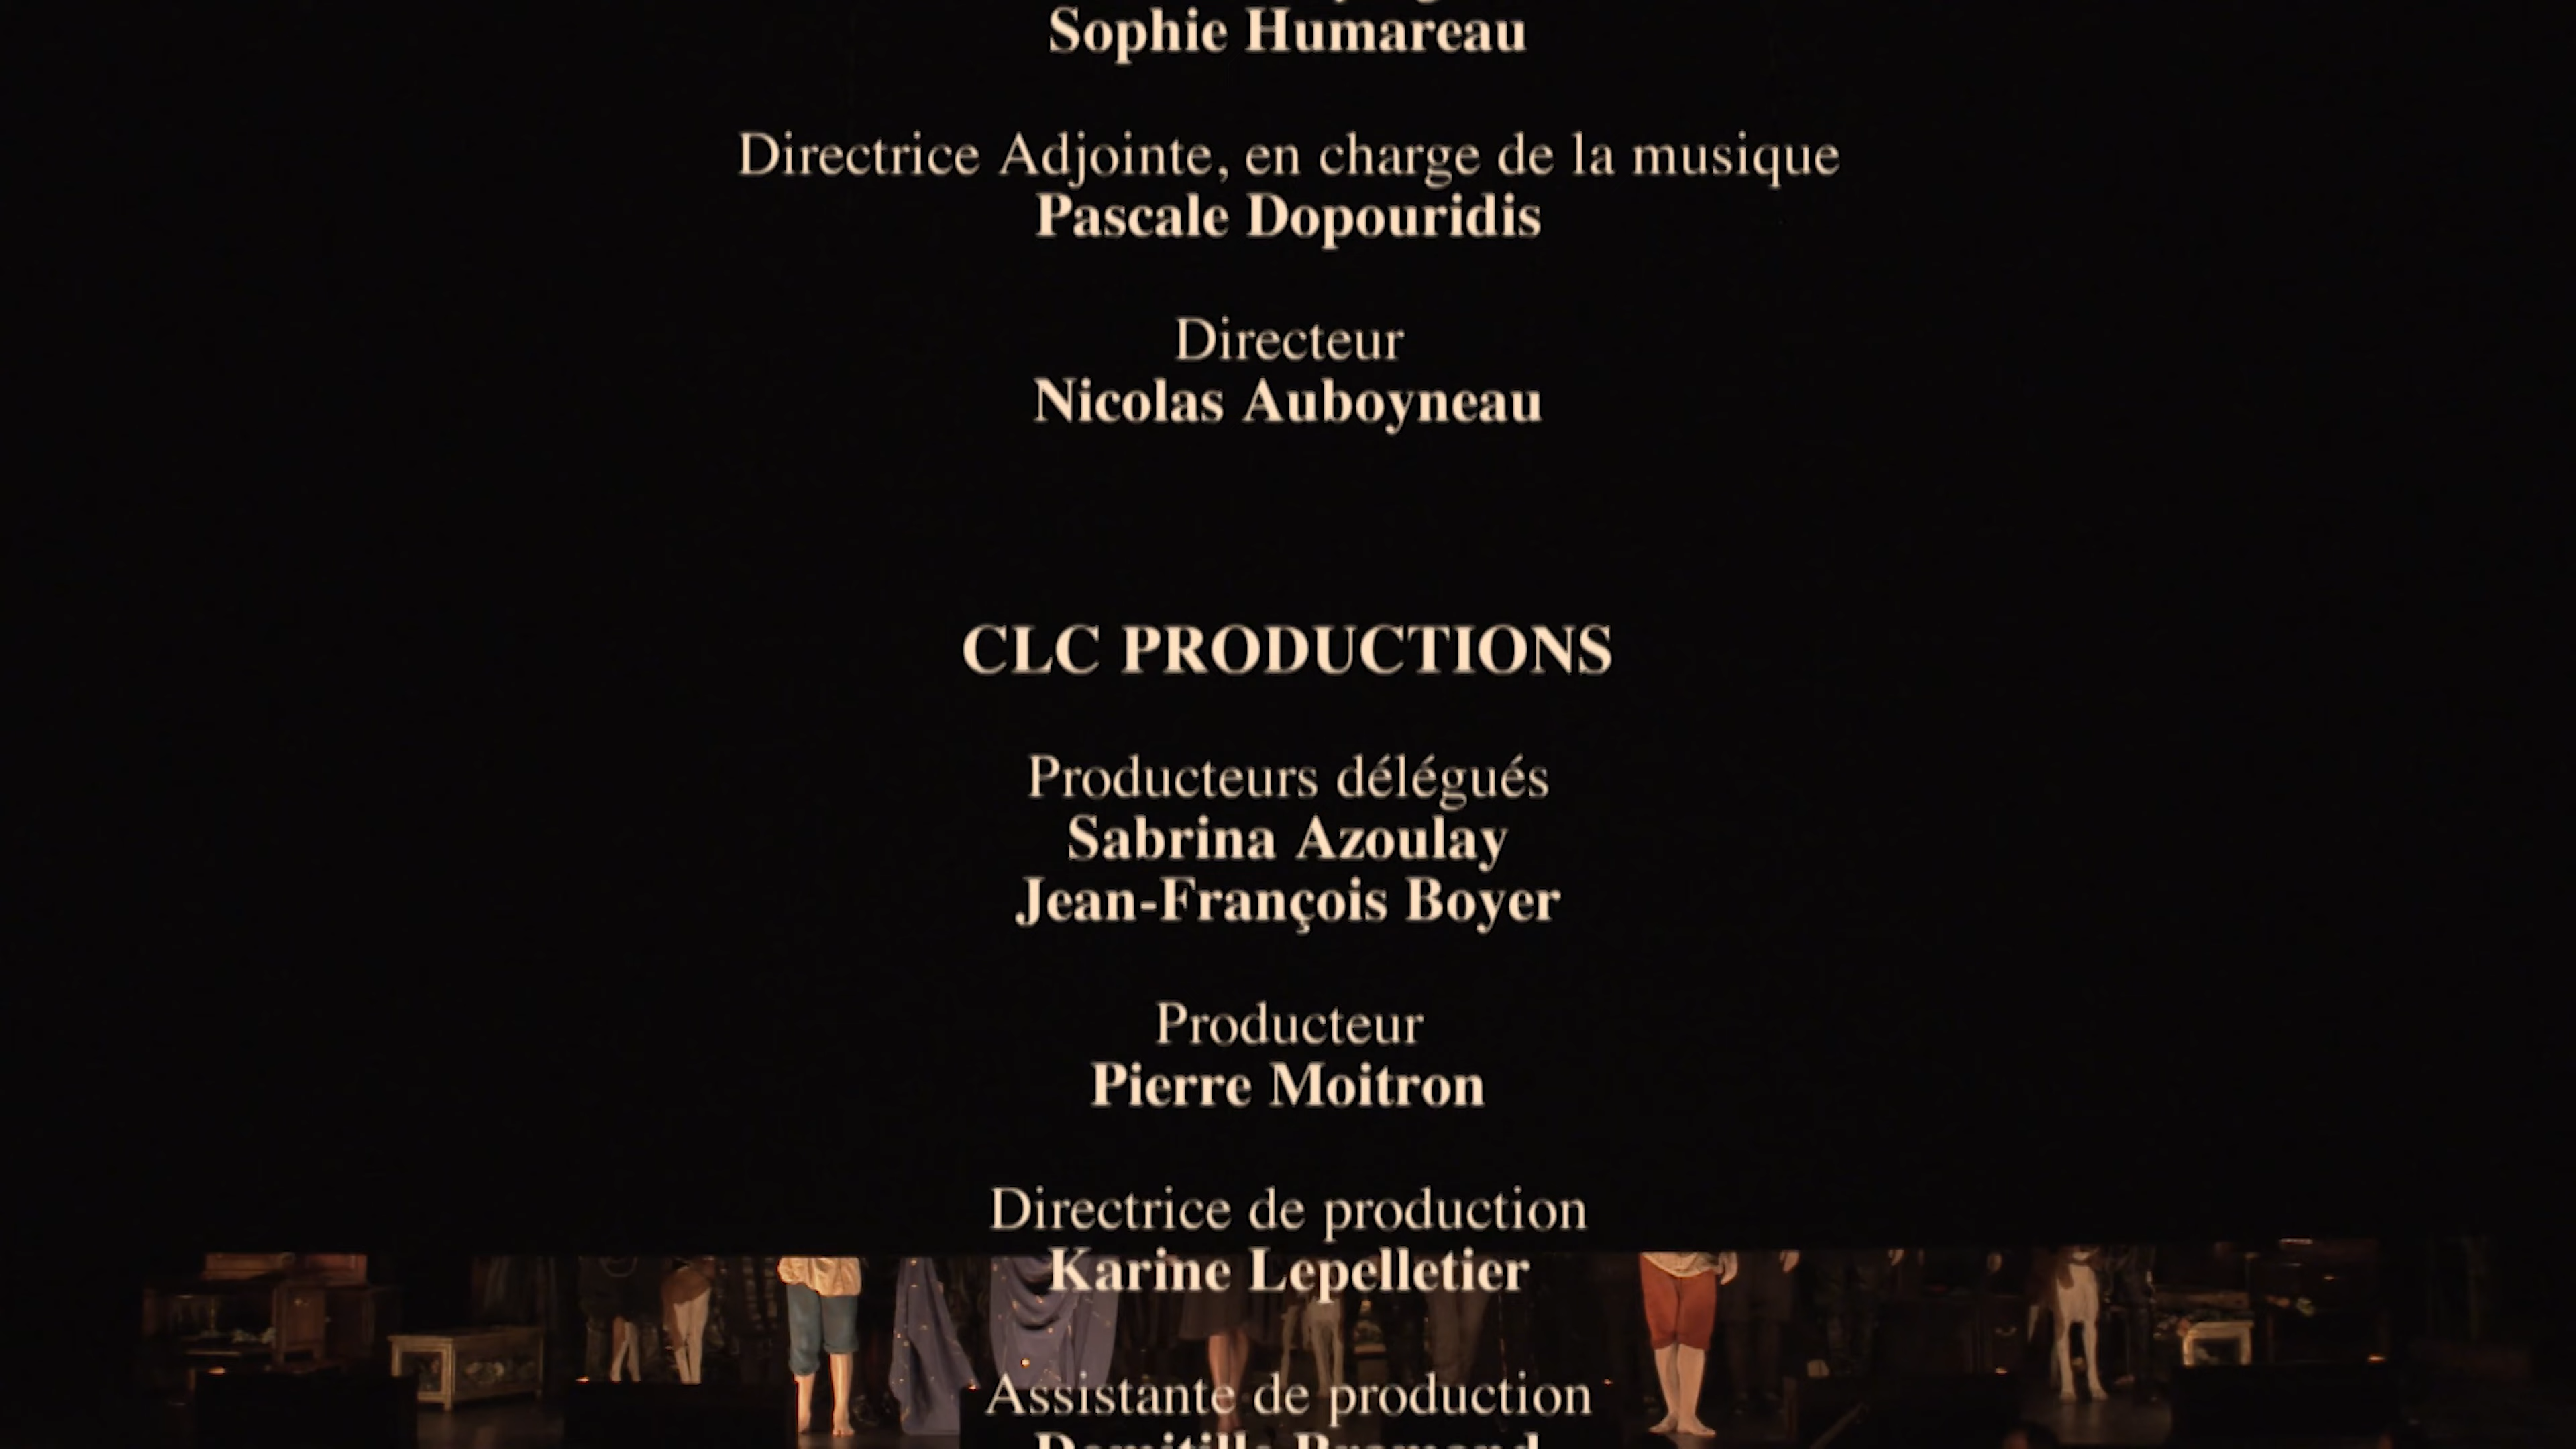 Sophie Humareau
Directrice Adjointe, en charge de la musique
Pascale Dopouridis
Directeur
Nicolas Auboyneau
CLC PRODUCTIONS
Producteurs délégués
Sabrina Azoulay
Jean-François Boyer
Producteur
Pierre Moitron
Directrice de production
Karine Lepelletier
Assistante de production